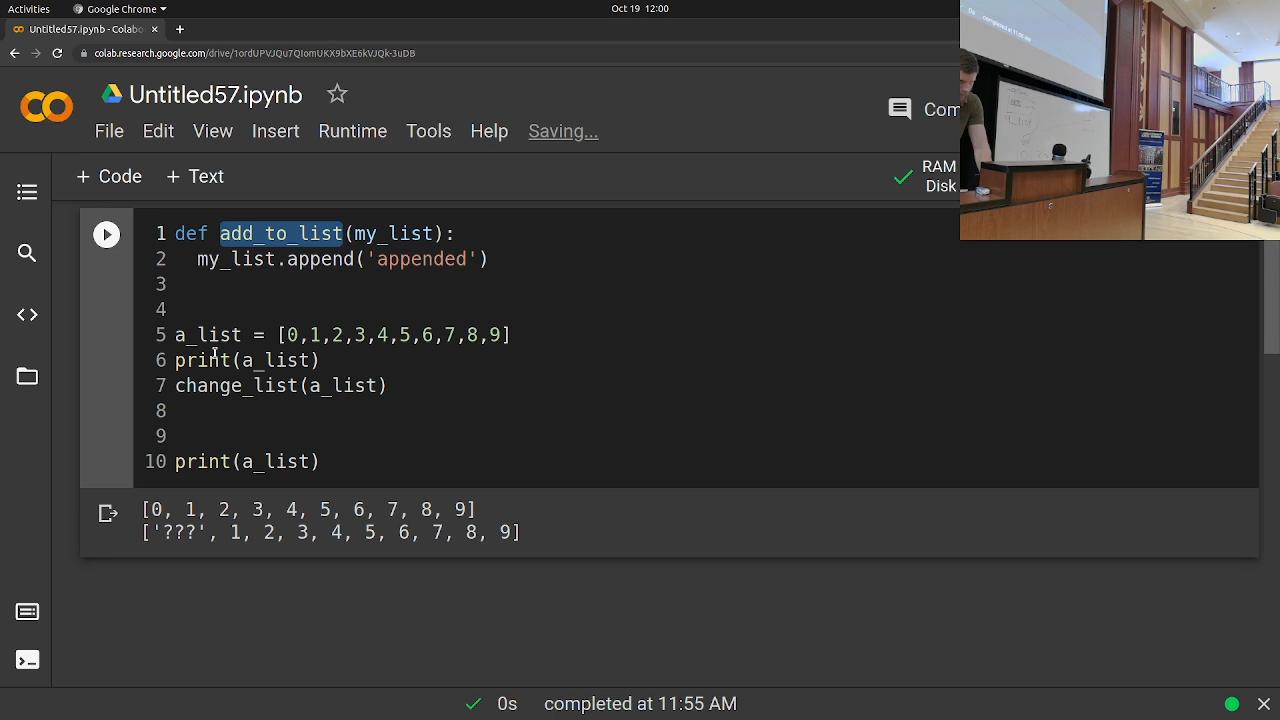 Activities
Google Chrome
Oct 19 12:00
Untitled57.ipynb - Colabo
colab.research.google.com/drive/1ordUPVJQu7QIomUKX9bXE6kVJQk-3uDB
Untitled57.ipynb
File Edit View Insert Runtime Tools Help Saving...
Com
+ Code + Text
RAM
Disk
1 def add_to_list(my_list):
2 my_list.append('appended')
3
4
5 a_list = [0,1,2,3,4,5,6,7,8,9]
6 print(a_list)
7 change_list(a_list)
8
9
10 print(a_list)
[0, 1, 2, 3, 4, 5, 6, 7, 8, 9]
['???', 1, 2, 3, 4, 5, 6, 7, 8, 9]
0s completed at 11:55 AM